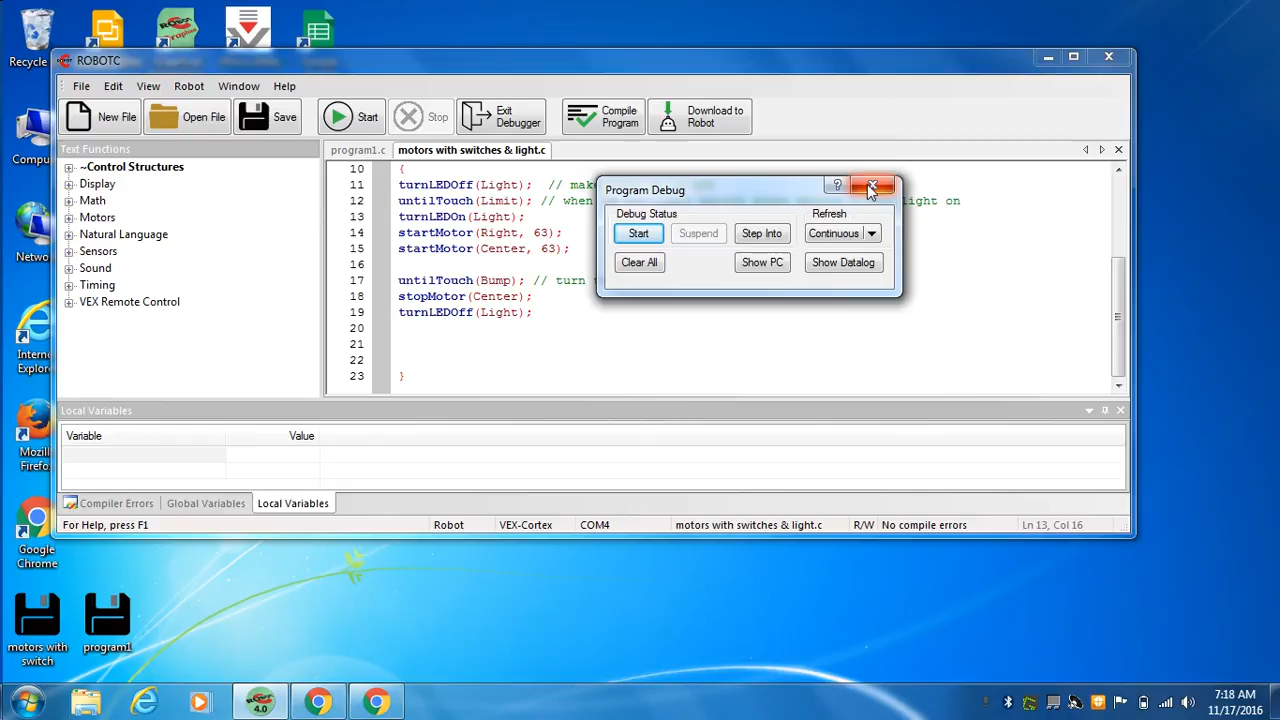 Recycle
ROBOTC
File Edit View Robot Window Help
New File Open File Save Start Stop Exit Debugger Compile Program Download to Robot
Compu
Text Functions
program1.c motors with switches & light.c
~Control Structures
Display
Math
Motors
Natural Language
Sensors
Sound
Timing
VEX Remote Control
10 {
11 turnLEDOff(Light); // mak
12 untilTouch(Limit); // when light on
13 turnLEDOn(Light);
14 startMotor(Right, 63);
15 startMotor(Center, 63);
16
17 untilTouch(Bump); // turn
18 stopMotor(Center);
19 turnLEDOff(Light);
20
21
22
23 }
Program Debug
Debug Status Refresh
Start Suspend Step Into Continuous
Clear All Show PC Show Datalog
Netwo
Intern
Explore
Mozill
Firefo
Google
Chrome
Local Variables
Variable Value
Compiler Errors Global Variables Local Variables
For Help, press F1 Robot VEX-Cortex COM4 motors with switches & light.c R/W No compile errors Ln 13, Col 16
motors with
switch
program1
4.0
7:18 AM
11/17/2016